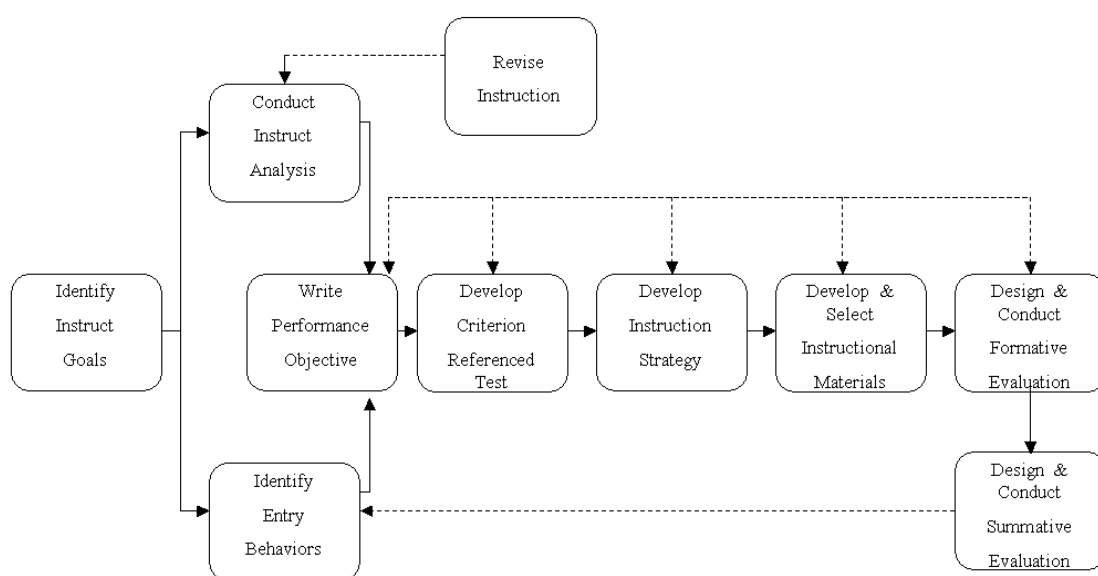 Revise
Instruction
Conduct
Instruct
Analysis
Identify
Instruct
Goals
Write
Performance
Objective
Develop
Criterion
Referenced
Test
Develop
Instruction
Strategy
Develop &
Select
Instructional
Materials
Design &
Conduct
Formative
Evaluation
Identify
Entry
Behaviors
Design &
Conduct
Summative
Evaluation